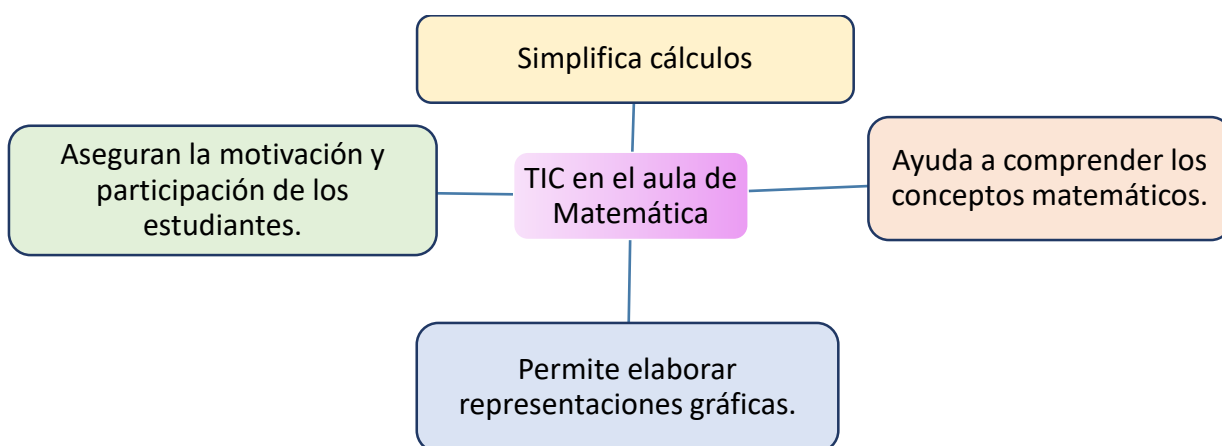 Simplifica cálculos
Aseguran la motivación y
participación de los
estudiantes.
TIC en el aula de
Matemática
Ayuda a comprender los
conceptos matemáticos.
Permite elaborar
representaciones gráficas.